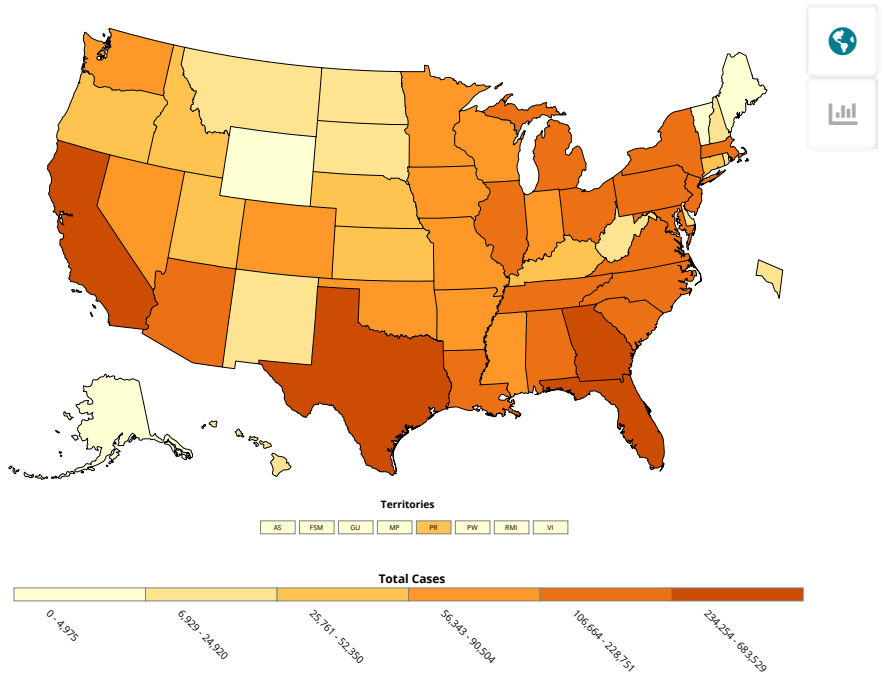 Territories
AS FSM GU MP PR PW RMI VI
Total Cases
0 - 4,975
6,929 - 24,920
25,761 - 52,350
56,343 - 90,504
106,664 - 228,751
234,254 - 683,529